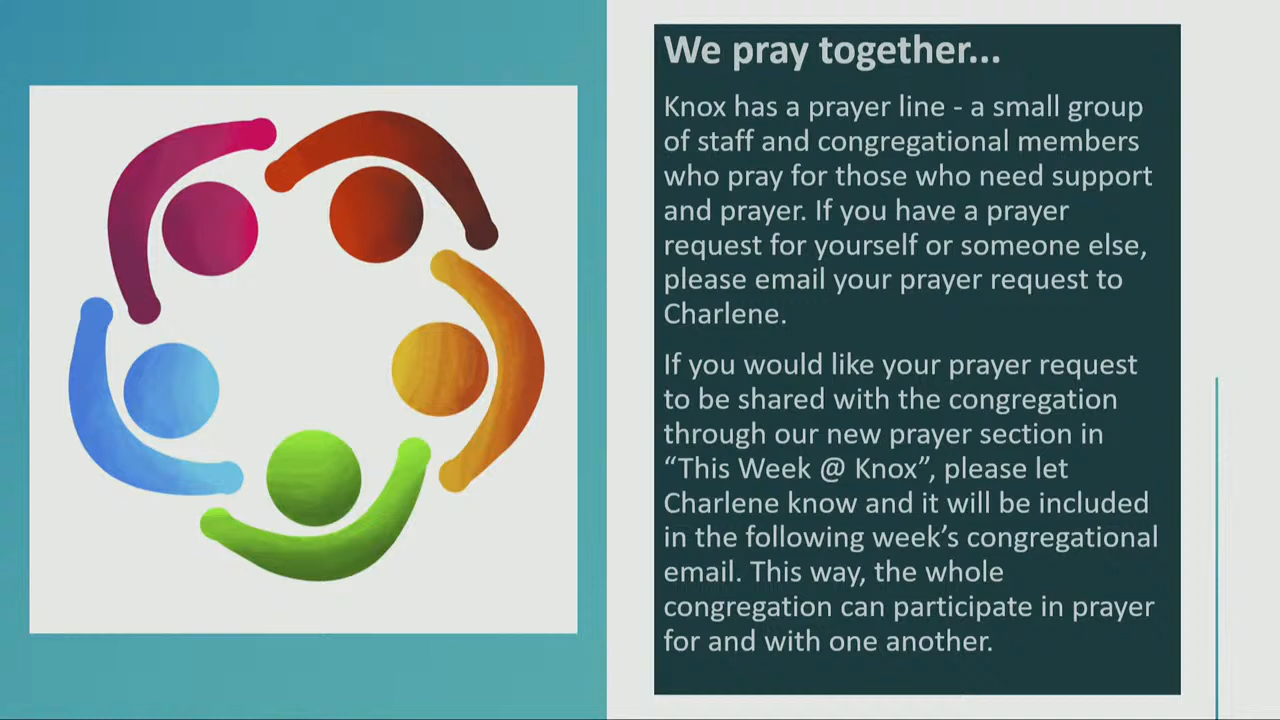 We pray together...
Knox has a prayer line - a small group
of staff and congregational members
who pray for those who need support
and prayer. If you have a prayer
request for yourself or someone else,
please email your prayer request to
Charlene.
If you would like your prayer request
to be shared with the congregation
through our new prayer section in
“This Week @ Knox”, please let
Charlene know and it will be included
in the following week’s congregational
email. This way, the whole
congregation can participate in prayer
for and with one another.